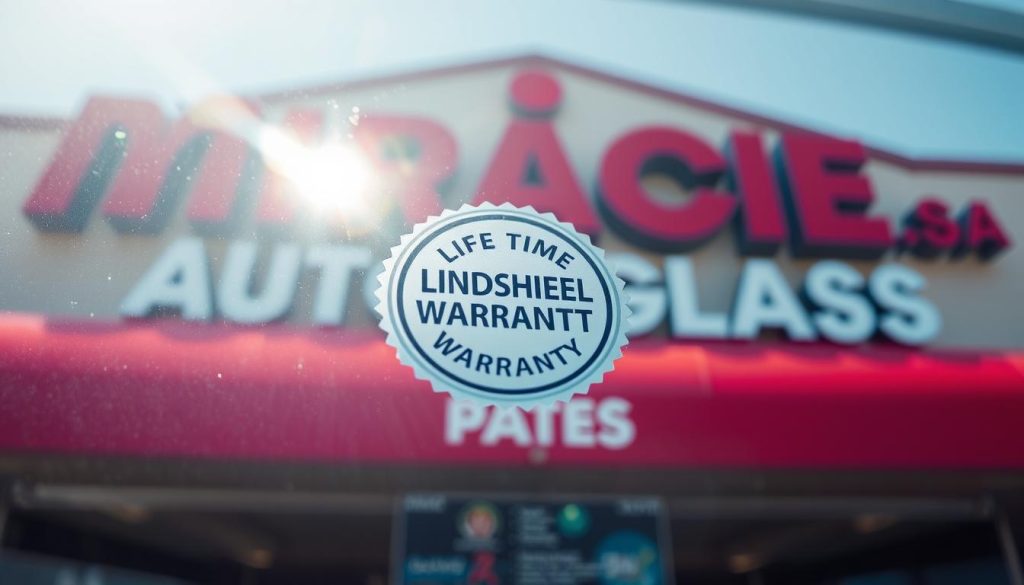 MIRACIE.SA
AUTO GLASS
LIFE TIME
LINDSHIEEL
WARRANTT
WARRANTY
PATES